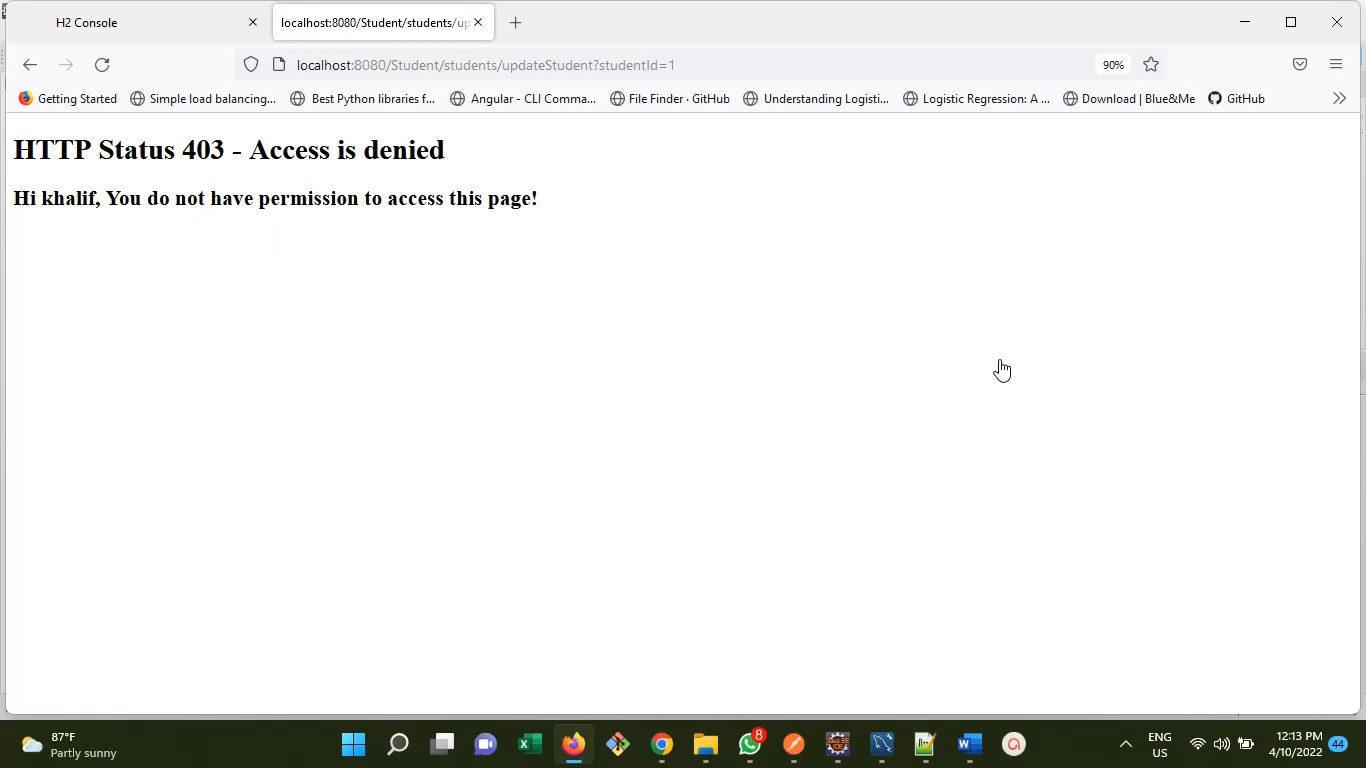 H2 Console
localhost:8080/Student/students/up
localhost:8080/Student/students/updateStudent?studentId=1
90%
Getting Started
Simple load balancing...
Best Python libraries f...
Angular - CLI Comma...
File Finder · GitHub
Understanding Logisti...
Logistic Regression: A ...
Download | Blue&Me
GitHub
HTTP Status 403 - Access is denied
Hi khalif, You do not have permission to access this page!
87°F
Partly sunny
8
Java EE
IDE
ENG
US
12:13 PM
4/10/2022
44